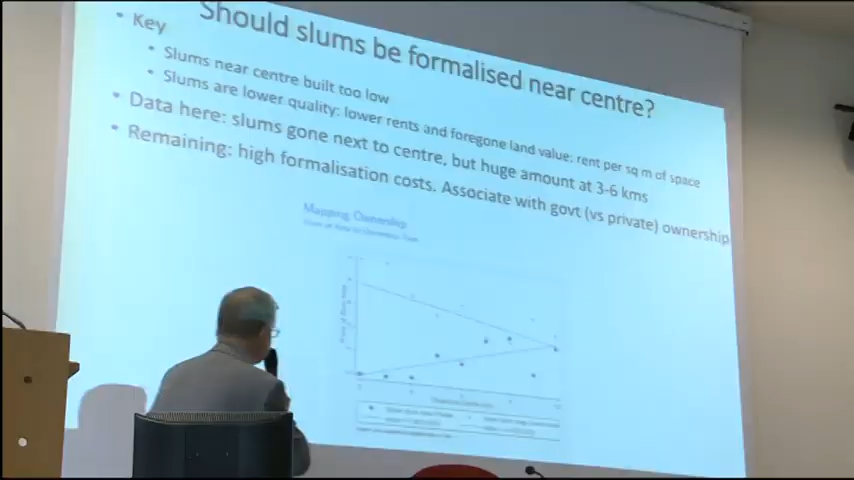 Should slums be formalised near centre?
• Key
• Slums near centre built too low
• Slums are lower quality: lower rents and foregone land value: rent per sq m of space
• Data here: slums gone next to centre, but huge amount at 3-6 kms
• Remaining: high formalisation costs. Associate with govt (vs private) ownership
Mapping Ownership